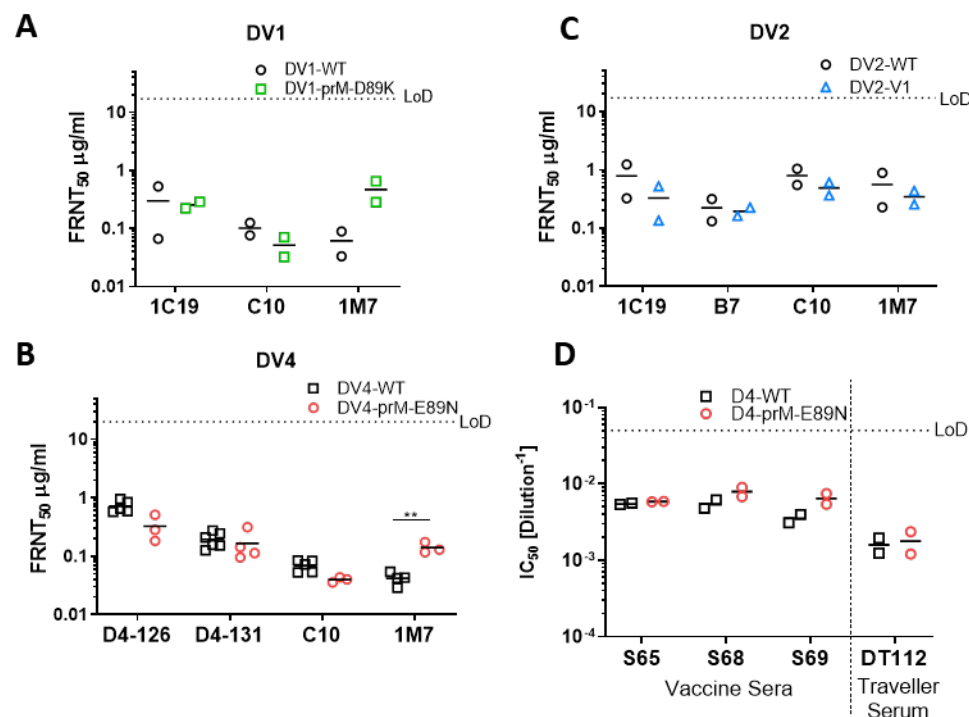 A
DV1
DV1-WT
DV1-prM-D89K
LoD
FRNT50 µg/ml
10
1
0.1
0.01
1C19 C10 1M7
C
DV2
DV2-WT
DV2-V1
LoD
FRNT50 µg/ml
10
1
0.1
0.01
1C19 B7 C10 1M7
B
DV4
DV4-WT
DV4-prM-E89N
LoD
FRNT50 µg/ml
10
1
0.1
0.01
**
D4-126 D4-131 C10 1M7
D
D4-WT
D4-prM-E89N
LoD
IC50 [Dilution-1]
10-1
10-2
10-3
10-4
S65 S68 S69 DT112
Vaccine Sera Traveller
Serum